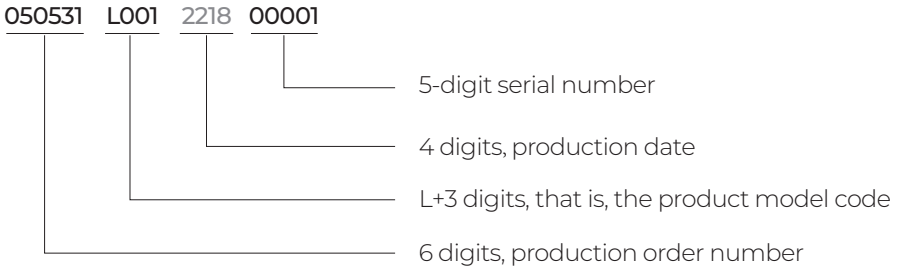 050531 L001 2218 00001
5-digit serial number
4 digits, production date
L+3 digits, that is, the product model code
6 digits, production order number